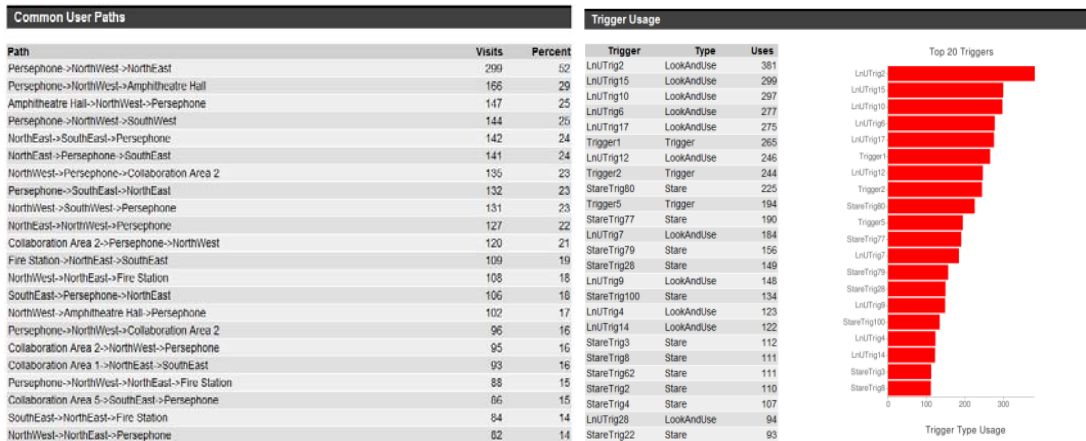 Common User Paths
Path Visits Percent
Persephone->NorthWest->NorthEast 299 52
Persephone->NorthWest->Amphitheatre Hall 166 29
Amphitheatre Hall->NorthWest->Persephone 147 25
Persephone->NorthWest->SouthWest 144 25
NorthEast->SouthEast->Persephone 142 24
NorthEast->Persephone->SouthEast 141 24
NorthWest->Persephone->Collaboration Area 2 135 23
Persephone->SouthEast->NorthEast 132 23
NorthWest->SouthWest->Persephone 131 23
NorthEast->NorthWest->Persephone 127 22
Collaboration Area 2->Persephone->NorthWest 120 21
Fire Station->NorthEast->SouthEast 109 19
NorthWest->NorthEast->Fire Station 108 18
SouthEast->Persephone->NorthEast 106 18
NorthWest->Amphitheatre Hall->Persephone 102 17
Persephone->NorthWest->Collaboration Area 2 96 16
Collaboration Area 2->NorthWest->Persephone 95 16
Collaboration Area 1->NorthEast->SouthEast 93 16
Persephone->NorthWest->NorthEast->Fire Station 88 15
Collaboration Area 5->SouthEast->Persephone 86 15
SouthEast->NorthEast->Fire Station 84 14
NorthWest->NorthEast->Persephone 82 14
Trigger Usage
Trigger Type Uses
LnUTrig2 LookAndUse 381
LnUTrig15 LookAndUse 299
LnUTrig10 LookAndUse 297
LnUTrig6 LookAndUse 277
LnUTrig17 LookAndUse 275
Trigger1 Trigger 265
LnUTrig12 LookAndUse 246
Trigger2 Trigger 244
StareTrig80 Stare 225
Trigger5 Trigger 194
StareTrig77 Stare 190
LnUTrig7 LookAndUse 184
StareTrig79 Stare 156
StareTrig28 Stare 149
LnUTrig9 LookAndUse 148
StareTrig100 Stare 134
LnUTrig4 LookAndUse 123
LnUTrig14 LookAndUse 122
StareTrig3 Stare 112
StareTrig8 Stare 111
StareTrig62 Stare 111
StareTrig2 Stare 110
StareTrig4 Stare 107
LnUTrig28 LookAndUse 94
StareTrig22 Stare 93
Top 20 Triggers
LnUTrig2
LnUTrig15
LnUTrig10
LnUTrig6
LnUTrig17
Trigger1
LnUTrig12
Trigger2
StareTrig80
Trigger5
StareTrig77
LnUTrig7
StareTrig79
StareTrig28
LnUTrig9
StareTrig100
LnUTrig4
LnUTrig14
StareTrig3
StareTrig8
0 100 200 300
Trigger Type Usage